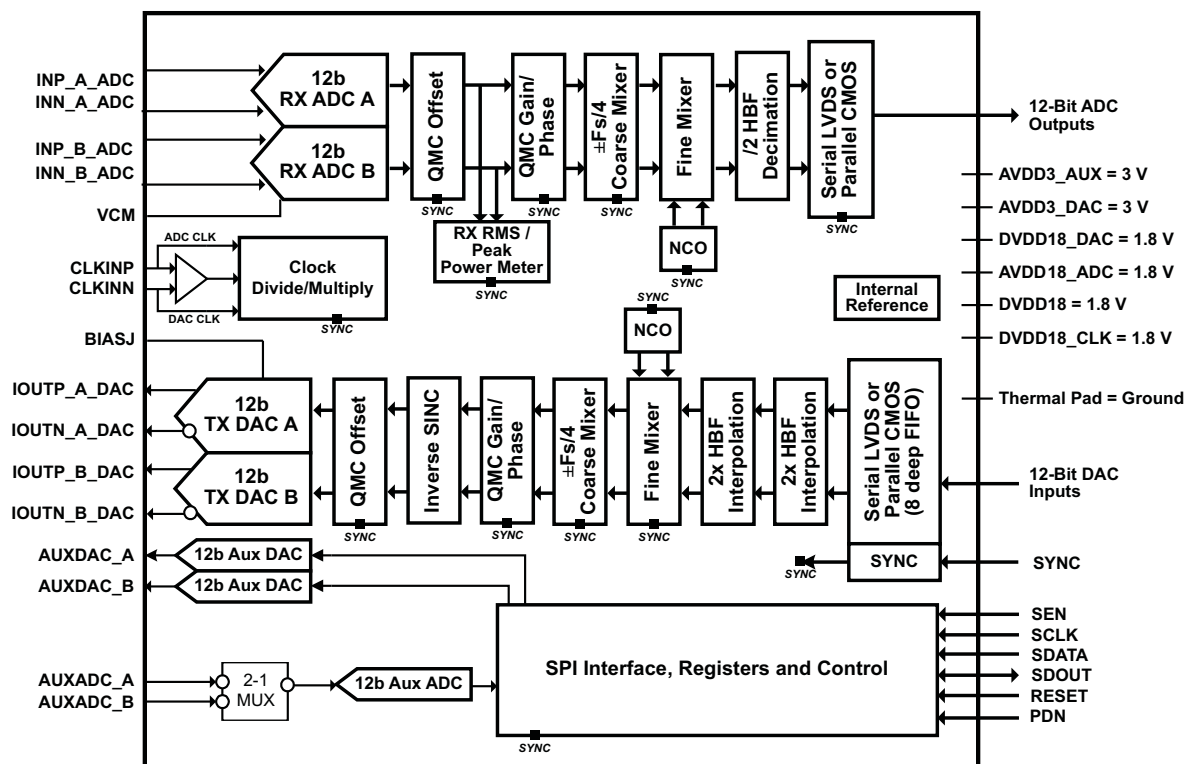 INP_A_ADC
INN_A_ADC
INP_B_ADC
INN_B_ADC
VCM
12b
RX ADC A
12b
RX ADC B
QMC Offset
SYNC
QMC Gain/
Phase
SYNC
±Fs/4
Coarse Mixer
SYNC
Fine Mixer
/2 HBF
Decimation
Serial LVDS or
Parallel CMOS
SYNC
12-Bit ADC
Outputs
RX RMS /
Peak
Power Meter
SYNC
NCO
SYNC
AVDD3_AUX = 3 V
AVDD3_DAC = 3 V
DVDD18_DAC = 1.8 V
AVDD18_ADC = 1.8 V
DVDD18 = 1.8 V
DVDD18_CLK = 1.8 V
Thermal Pad = Ground
ADC CLK
CLKINP
CLKINN
DAC CLK
Clock
Divide/Multiply
SYNC
Internal
Reference
BIASJ
SYNC
NCO
IOUTP_A_DAC
IOUTN_A_DAC
IOUTP_B_DAC
IOUTN_B_DAC
12b
TX DAC A
12b
TX DAC B
QMC Offset
SYNC
Inverse SINC
QMC Gain/
Phase
SYNC
±Fs/4
Coarse Mixer
SYNC
Fine Mixer
SYNC
2x HBF
Interpolation
2x HBF
Interpolation
Serial LVDS or
Parallel CMOS
(8 deep FIFO)
12-Bit DAC
Inputs
SYNC
SYNC
SYNC
AUXDAC_A
AUXDAC_B
12b Aux DAC
12b Aux DAC
AUXADC_A
AUXADC_B
2-1
MUX
12b Aux ADC
SPI Interface, Registers and Control
SYNC
SEN
SCLK
SDATA
SDOUT
RESET
PDN